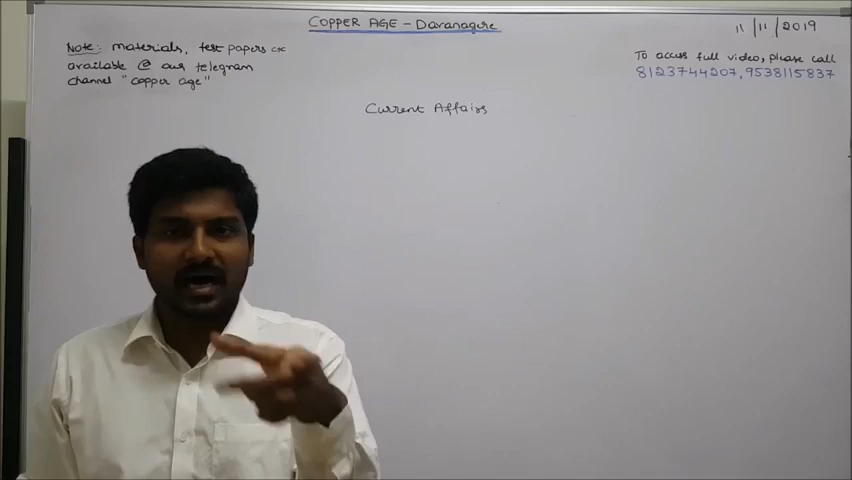 COPPER AGE - Davanagere
11/11/2019
Note: materials, test papers etc
available @ our telegram
channel "copper age"
To access full video, please call
8123744207, 9538115837
Current Affairs